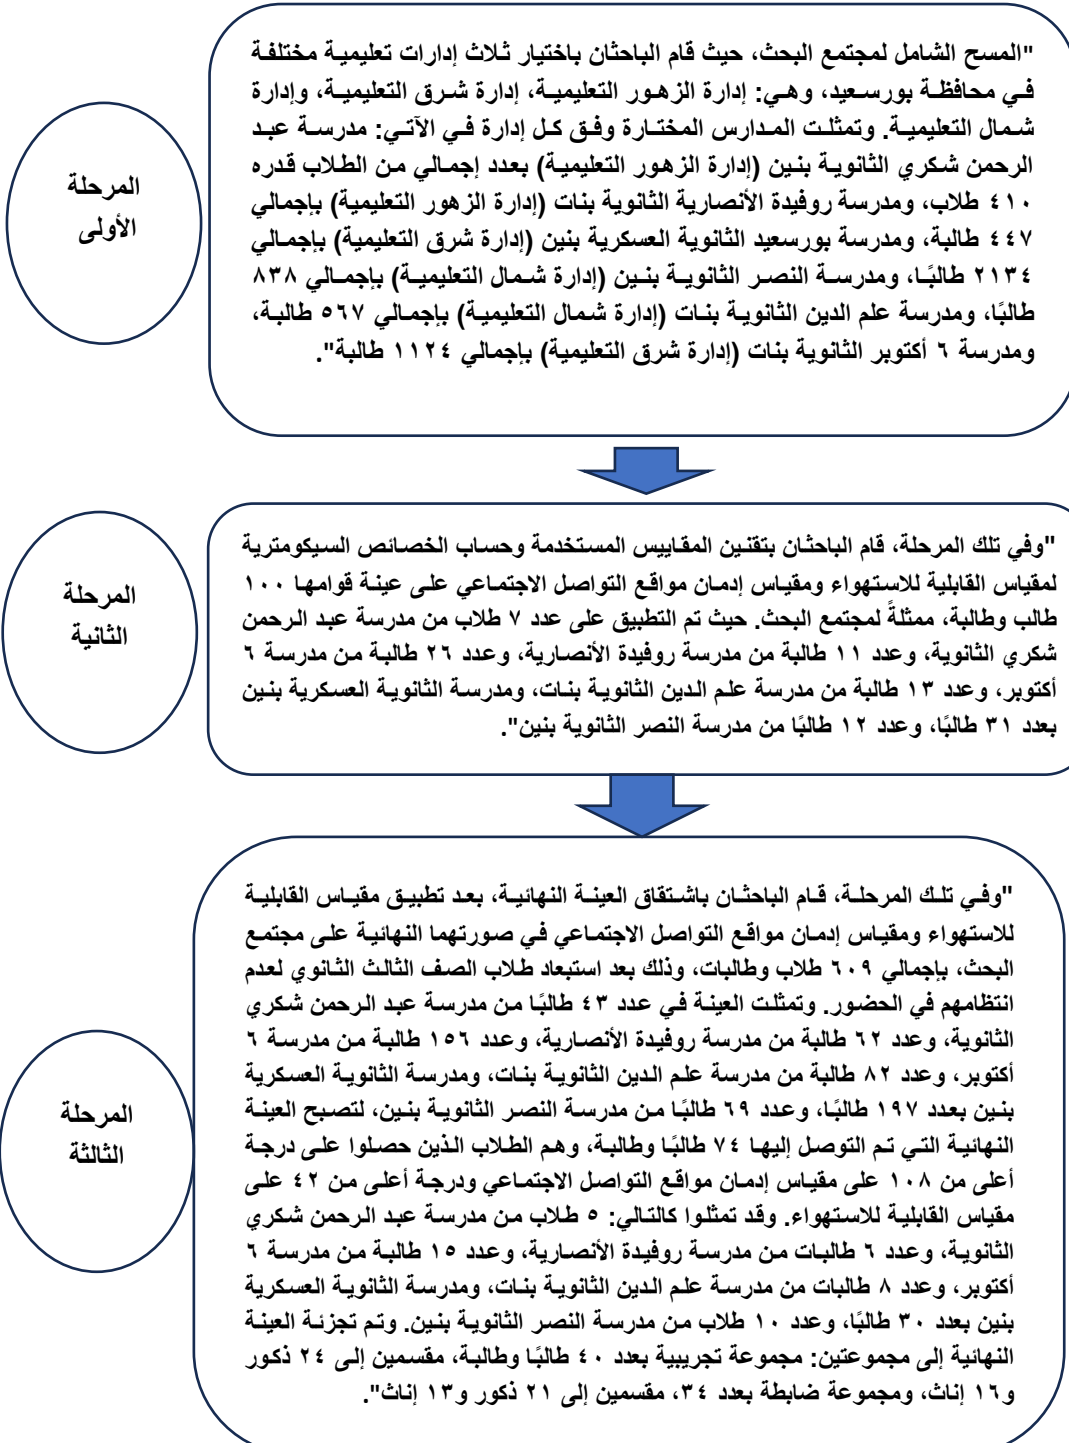 المرحلة
الأولى
"المسح الشامل لمجتمع البحث، حيث قام الباحثان باختيار ثلاث إدارات تعليمية مختلفة
في محافظة بورسعيد، وهي: إدارة الزهور التعليمية، إدارة شرق التعليمية، وإدارة
شمال التعليمية. وتمثلت المدارس المختارة وفق كل إدارة في الآتي: مدرسة عبد
الرحمن شكري الثانوية بنين (إدارة الزهور التعليمية) بعدد إجمالي من الطلاب قدره
٤١٠ طلاب، ومدرسة روفيدة الأنصارية الثانوية بنات (إدارة الزهور التعليمية) بإجمالي
٤٤٧ طالبة، ومدرسة بورسعيد الثانوية العسكرية بنين (إدارة شرق التعليمية) بإجمالي
٢١٣٤ طالبًا، ومدرسة النصر الثانوية بنين (إدارة شمال التعليمية) بإجمالي ٨٣٨
طالبًا، ومدرسة علم الدين الثانوية بنات (إدارة شمال التعليمية) بإجمالي ٥٦٧ طالبة،
ومدرسة ٦ أكتوبر الثانوية بنات (إدارة شرق التعليمية) بإجمالي ١١٢٤ طالبة".
المرحلة
الثانية
"وفي تلك المرحلة، قام الباحثان بتقنين المقاييس المستخدمة وحساب الخصائص السيكومترية
لمقياس القابلية للاستهواء ومقياس إدمان مواقع التواصل الاجتماعي على عينة قوامها ١٠٠
طالب وطالبة، ممثلةً لمجتمع البحث. حيث تم التطبيق على عدد ٧ طلاب من مدرسة عبد الرحمن
شكري الثانوية، وعدد ١١ طالبة من مدرسة روفيدة الأنصارية، وعدد ٢٦ طالبة من مدرسة ٦
أكتوبر، وعدد ١٣ طالبة من مدرسة علم الدين الثانوية بنات، ومدرسة الثانوية العسكرية بنين
بعدد ٣١ طالبًا، وعدد ١٢ طالبًا من مدرسة النصر الثانوية بنين".
المرحلة
الثالثة
"وفي تلك المرحلة، قام الباحثان باشتقاق العينة النهائية، بعد تطبيق مقياس القابلية
للاستهواء ومقياس إدمان مواقع التواصل الاجتماعي في صورتهما النهائية على مجتمع
البحث، بإجمالي ٦٠٩ طلاب وطالبات، وذلك بعد استبعاد طلاب الصف الثالث الثانوي لعدم
انتظامهم في الحضور. وتمثلت العينة في عدد ٤٣ طالبًا من مدرسة عبد الرحمن شكري
الثانوية، وعدد ٦٢ طالبة من مدرسة روفيدة الأنصارية، وعدد ١٥٦ طالبة من مدرسة ٦
أكتوبر، وعدد ٨٢ طالبة من مدرسة علم الدين الثانوية بنات، ومدرسة الثانوية العسكرية
بنين بعدد ١٩٧ طالبًا، وعدد ٦٩ طالبًا من مدرسة النصر الثانوية بنين، لتصبح العينة
النهائية التي تم التوصل إليها ٧٤ طالبًا وطالبة، وهم الطلاب الذين حصلوا على درجة
أعلى من ١٠٨ على مقياس إدمان مواقع التواصل الاجتماعي ودرجة أعلى من ٤٢ على
مقياس القابلية للاستهواء. وقد تمثلوا كالتالي: ٥ طلاب من مدرسة عبد الرحمن شكري
الثانوية، وعدد ٦ طالبات من مدرسة روفيدة الأنصارية، وعدد ١٥ طالبة من مدرسة ٦
أكتوبر، وعدد ٨ طالبات من مدرسة علم الدين الثانوية بنات، ومدرسة الثانوية العسكرية
بنين بعدد ٣٠ طالبًا، وعدد ١٠ طلاب من مدرسة النصر الثانوية بنين. وتم تجزئة العينة
النهائية إلى مجموعتين: مجموعة تجريبية بعدد ٤٠ طالبًا وطالبة، مقسمين إلى ٢٤ ذكور
و١٦ إناث، ومجموعة ضابطة بعدد ٣٤، مقسمين إلى ٢١ ذكور و١٣ إناث".